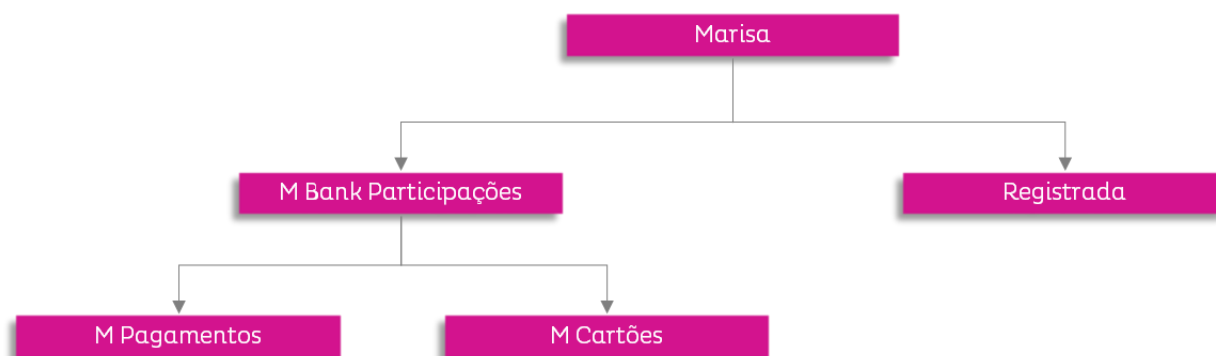 Marisa
M Bank Participações
Registrada
M Pagamentos
M Cartões